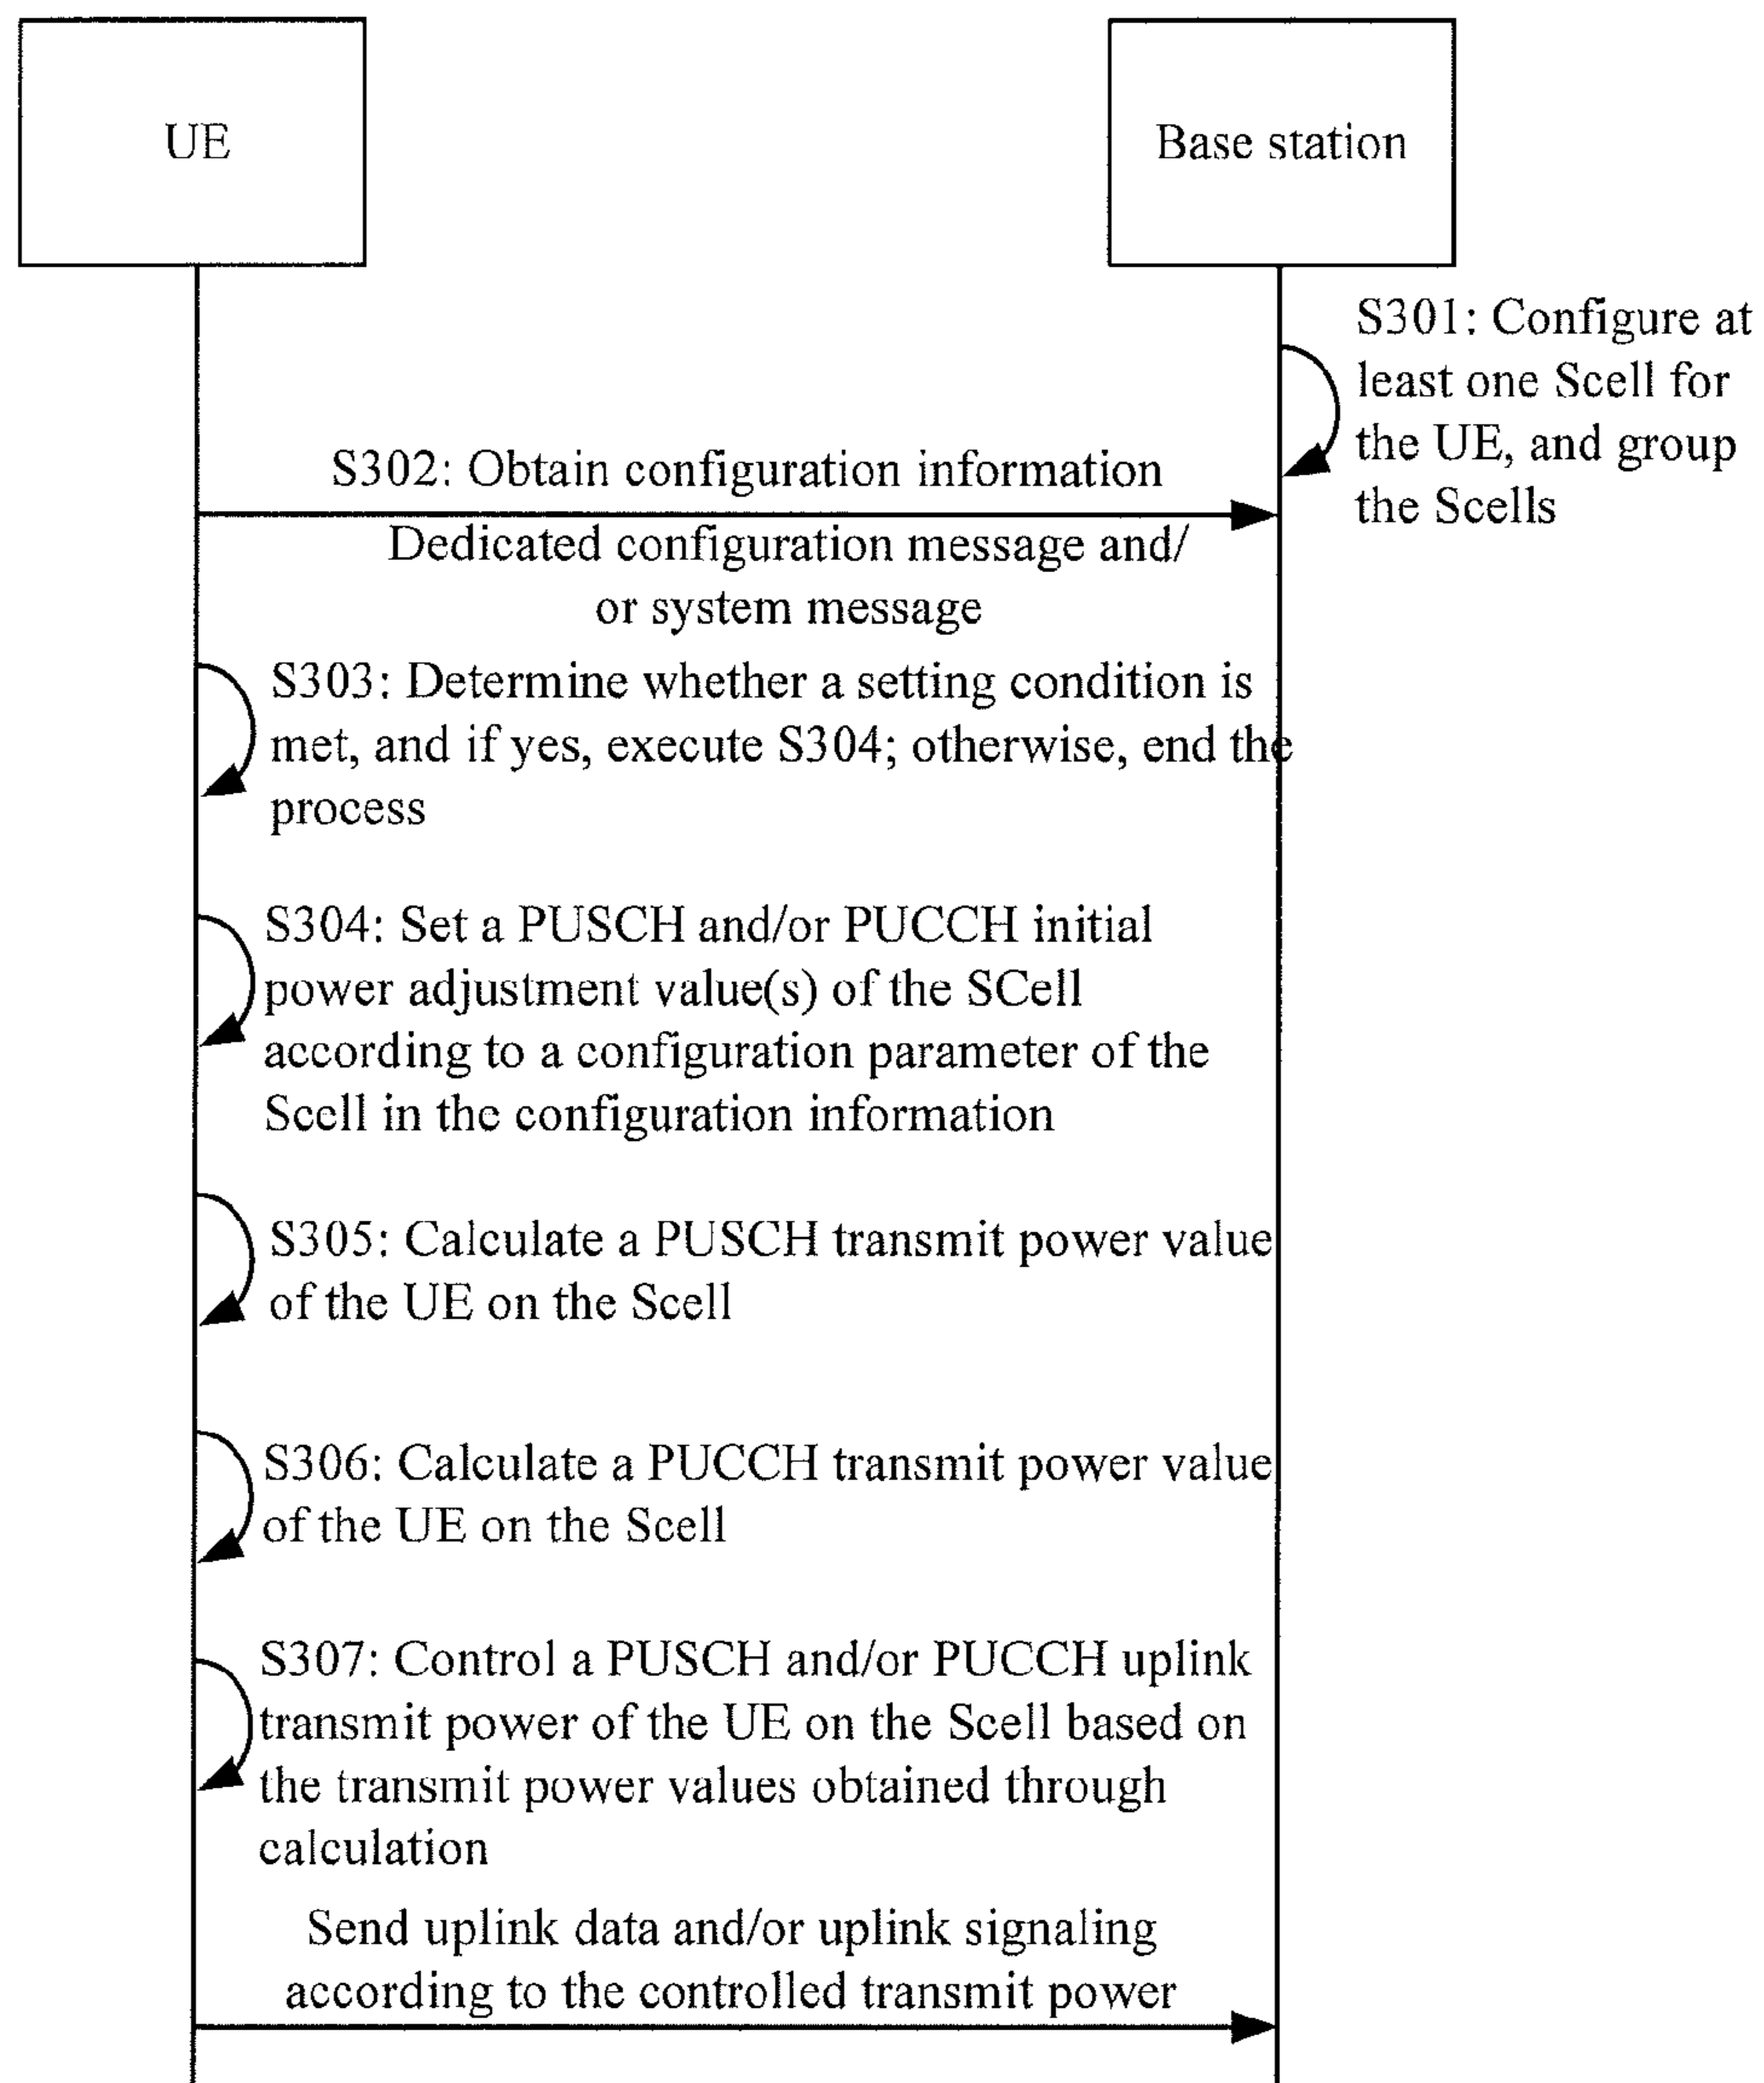 UE
Base station
S301: Configure at
least one Scell for
the UE, and group
the Scells
S302: Obtain configuration information
Dedicated configuration message and/
or system message
S303: Determine whether a setting condition is
met, and if yes, execute S304; otherwise, end the
process
S304: Set a PUSCH and/or PUCCH initial
power adjustment value(s) of the SCell
according to a configuration parameter of the
Scell in the configuration information
S305: Calculate a PUSCH transmit power value
of the UE on the Scell
S306: Calculate a PUCCH transmit power value
of the UE on the Scell
S307: Control a PUSCH and/or PUCCH uplink
transmit power of the UE on the Scell based on
the transmit power values obtained through
calculation
Send uplink data and/or uplink signaling
according to the controlled transmit power